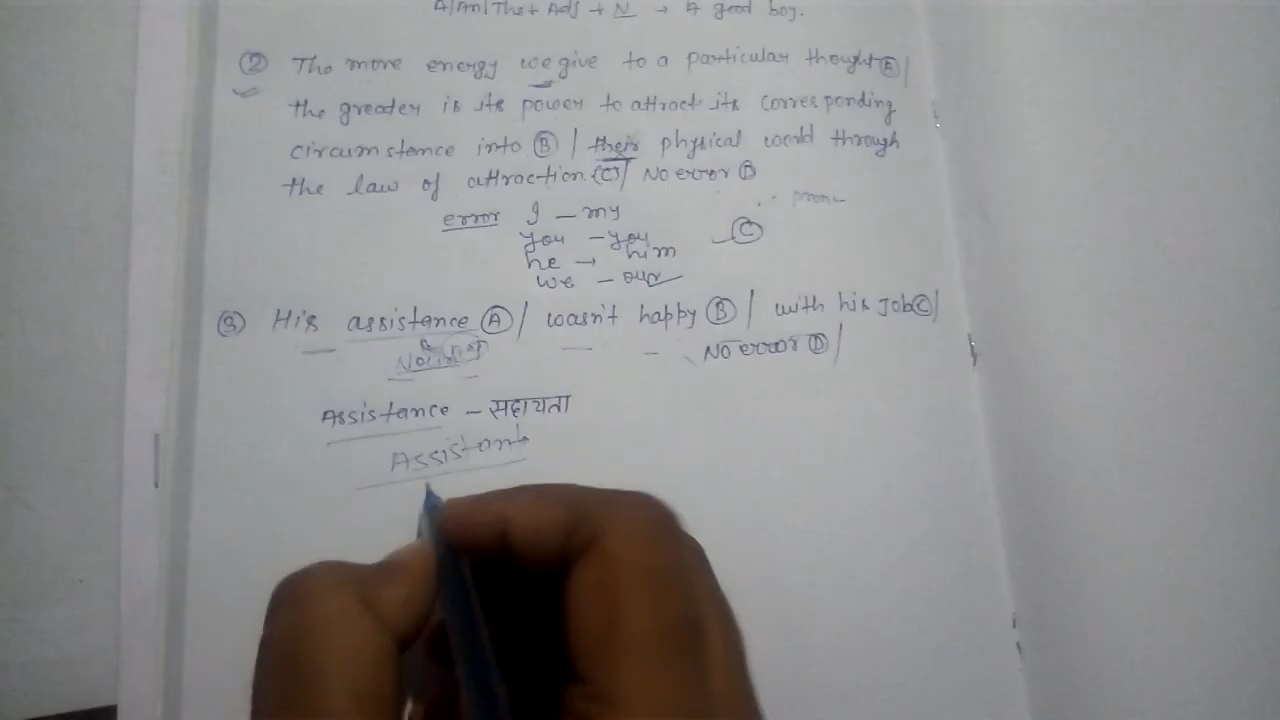 A/An/The + Adj + N → A good boy.
② The more energy we give to a particular thought Ⓐ/
the greater is its power to attract its corresponding
circumstance into Ⓑ / their physical world through
the law of attraction. (C)/ No error Ⓓ
error I – my
you – you Ⓒ
he → him
we – our
③ His assistance Ⓐ/ wasn't happy Ⓑ/ with his Job Ⓒ/
No error Ⓓ/
Assistance – सहायता
Assistant